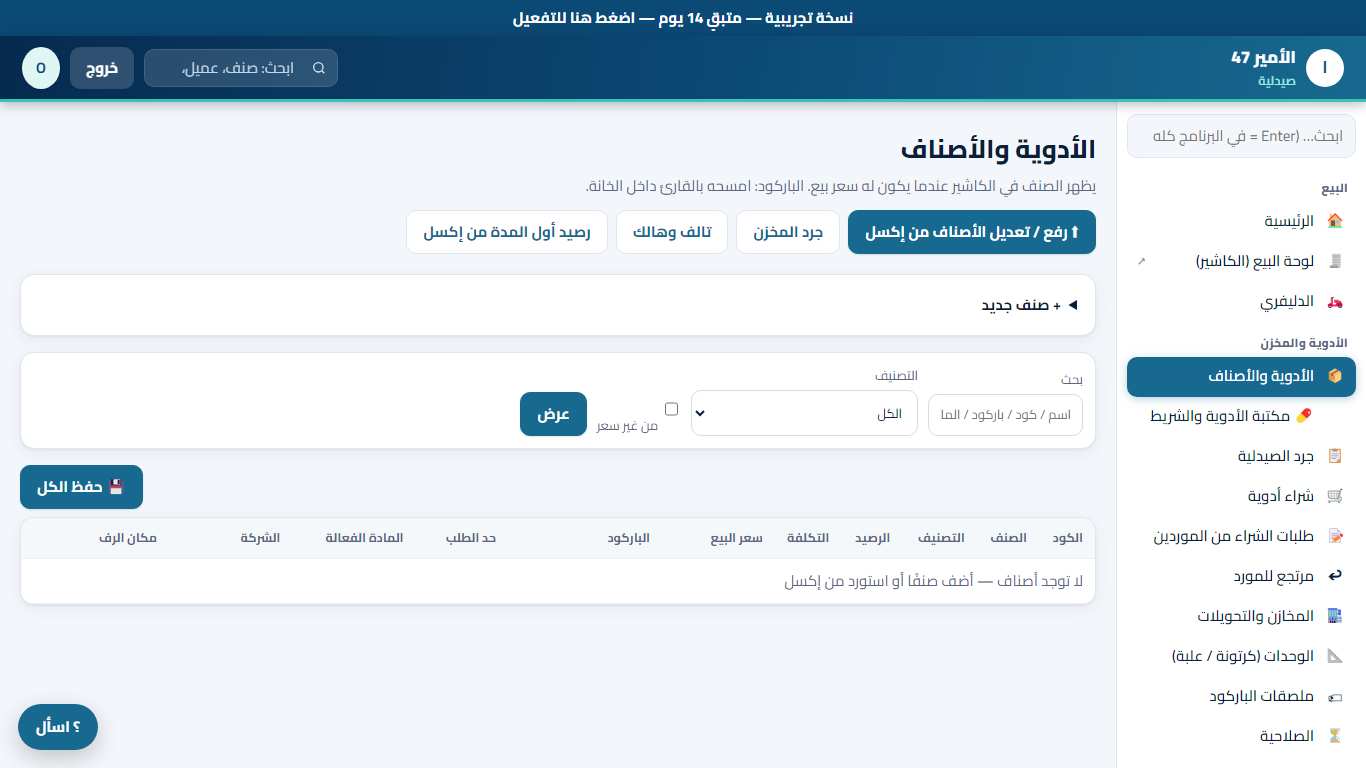 نسخة تجريبية — متبقٍ 14 يوم — اضغط هنا للتفعيل
ا
الأمير 47
صيدلية
ابحث: صنف، عميل،
خروج
O
ابحث... (Enter = في البرنامج كله
البيع
الرئيسية
لوحة البيع (الكاشير)
الدليفري
الأدوية والمخزن
الأدوية والأصناف
مكتبة الأدوية والشريط
جرد الصيدلية
شراء أدوية
طلبات الشراء من الموردين
مرتجع للمورد
المخازن والتحويلات
الوحدات (كرتونة / علبة)
ملصقات الباركود
الصلاحية
الأدوية والأصناف
يظهر الصنف في الكاشير عندما يكون له سعر بيع. الباركود: امسحه بالقارئ داخل الخانة.
⬆ رفع / تعديل الأصناف من إكسل
جرد المخزن
تالف وهالك
رصيد أول المدة من إكسل
+ صنف جديد
بحث
اسم / كود / باركود / الما
التصنيف
الكل
من غير سعر
عرض
حفظ الكل
الكود الصنف التصنيف الرصيد التكلفة سعر البيع الباركود حد الطلب المادة الفعالة الشركة مكان الرف
لا توجد أصناف — أضف صنفًا أو استورد من إكسل
؟ اسأل